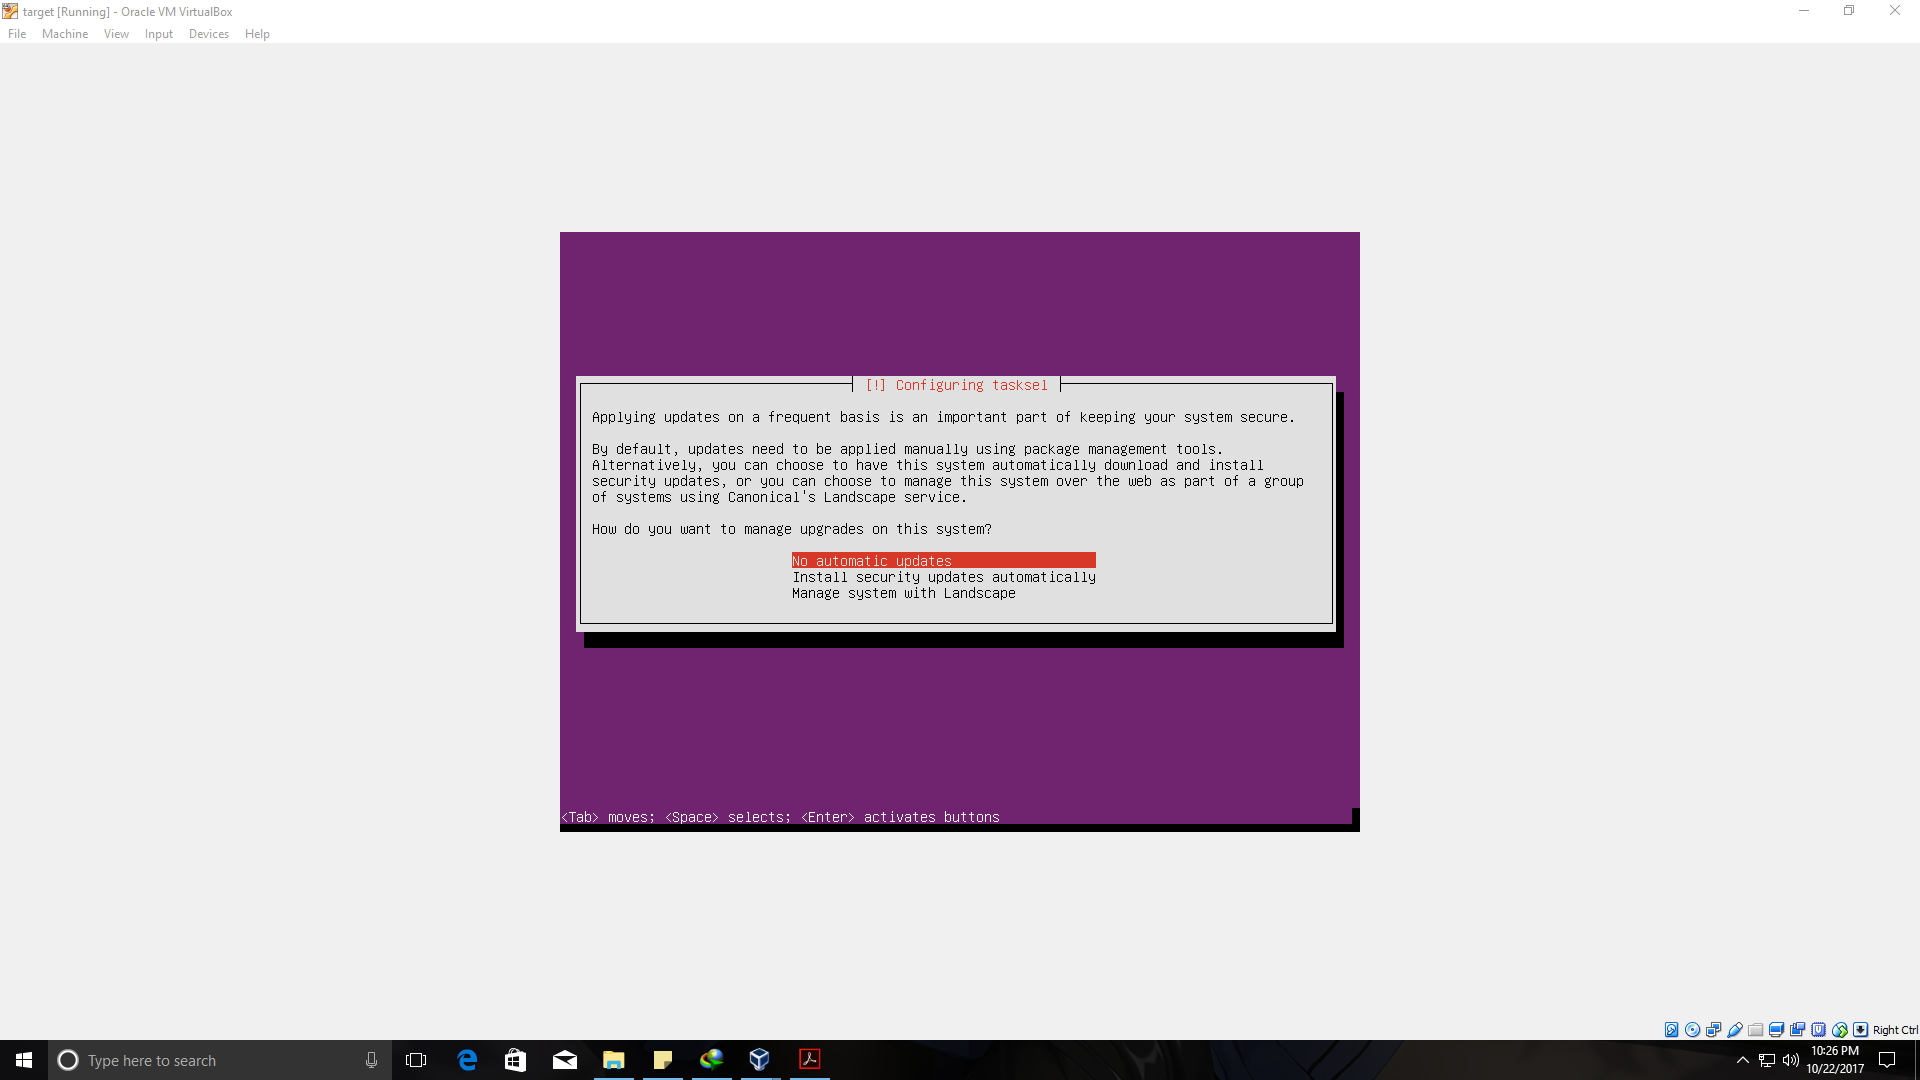 target [Running] - Oracle VM VirtualBox
File Machine View Input Devices Help
[!] Configuring tasksel
Applying updates on a frequent basis is an important part of keeping your system secure.
By default, updates need to be applied manually using package management tools.
Alternatively, you can choose to have this system automatically download and install
security updates, or you can choose to manage this system over the web as part of a group
of systems using Canonical's Landscape service.
How do you want to manage upgrades on this system?
No automatic updates
Install security updates automatically
Manage system with Landscape
<Tab> moves; <Space> selects; <Enter> activates buttons
Right Ctrl
Type here to search
10:26 PM
10/22/2017